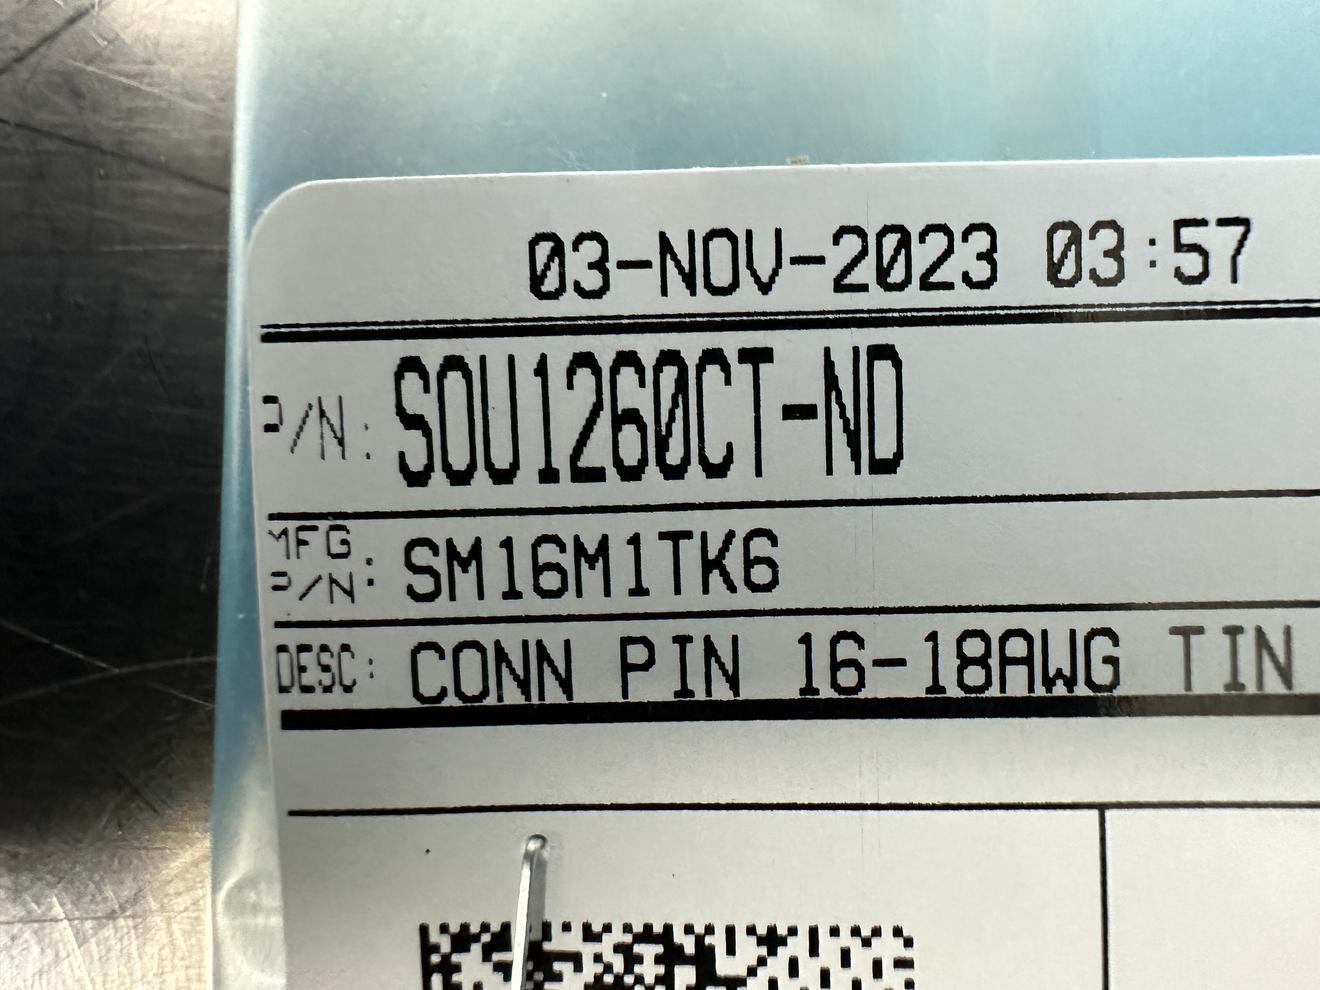 03-NOV-2023 03:57
P/N: SOU1260CT-ND
MFG P/N: SM16M1TK6
DESC: CONN PIN 16-18AWG TIN